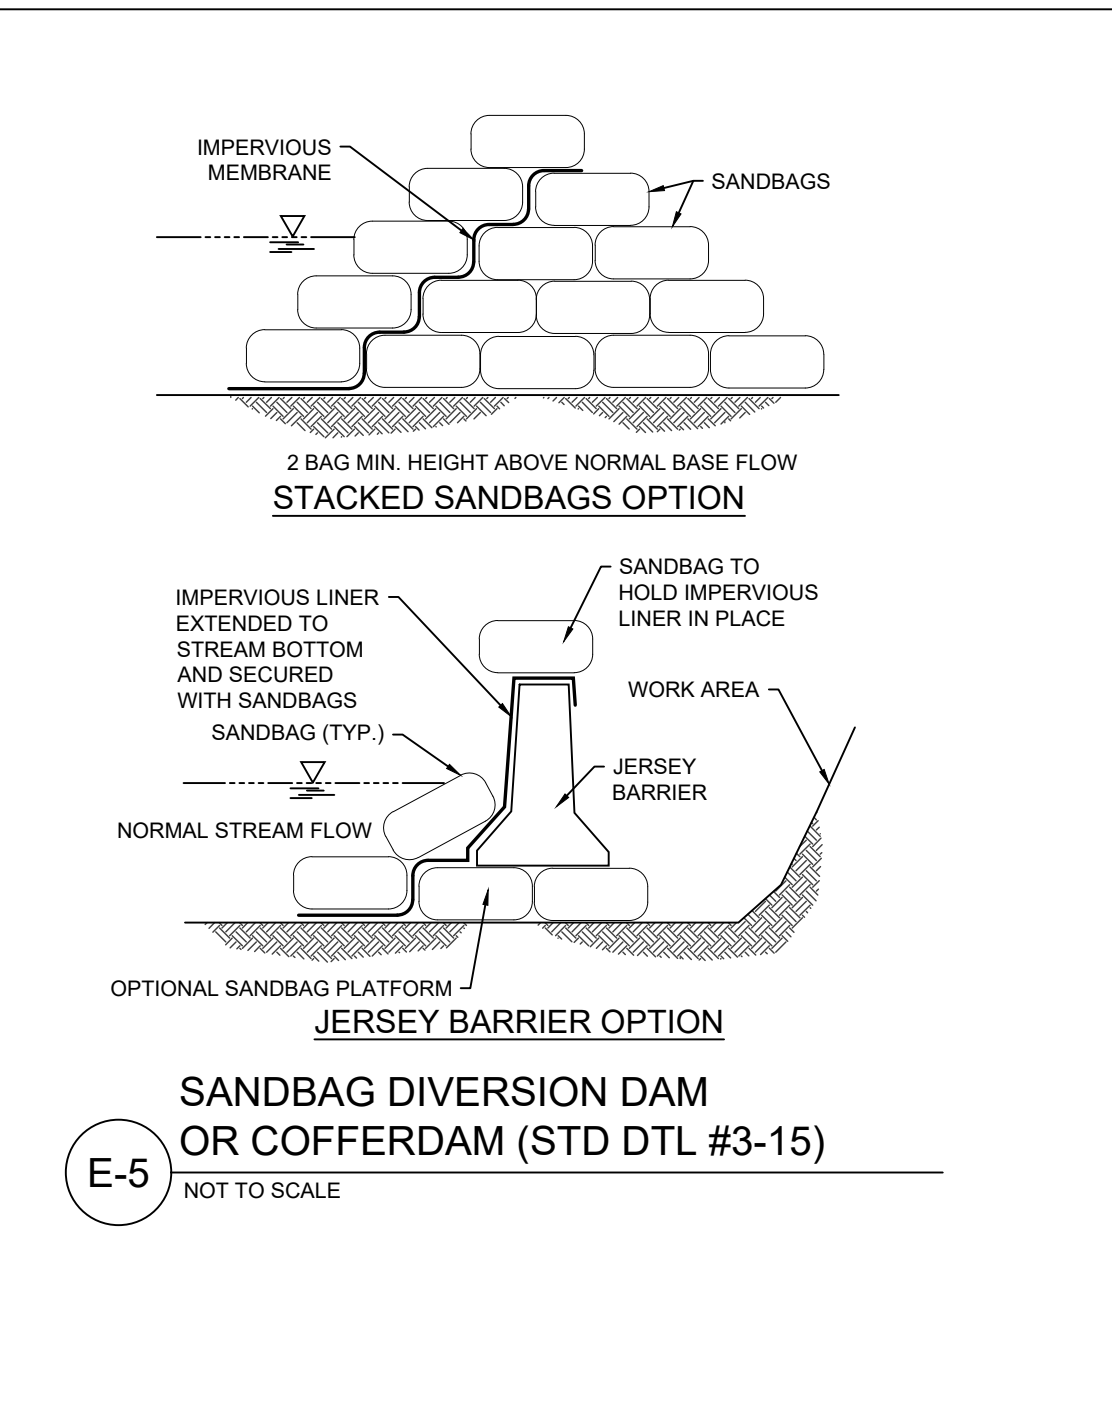 IMPERVIOUS
MEMBRANE
SANDBAGS
2 BAG MIN. HEIGHT ABOVE NORMAL BASE FLOW
STACKED SANDBAGS OPTION
SANDBAG TO
HOLD IMPERVIOUS
LINER IN PLACE
IMPERVIOUS LINER
EXTENDED TO
STREAM BOTTOM
AND SECURED
WITH SANDBAGS
WORK AREA
SANDBAG (TYP.)
JERSEY
BARRIER
NORMAL STREAM FLOW
OPTIONAL SANDBAG PLATFORM
JERSEY BARRIER OPTION
SANDBAG DIVERSION DAM
OR COFFERDAM (STD DTL #3-15)
E-5
NOT TO SCALE